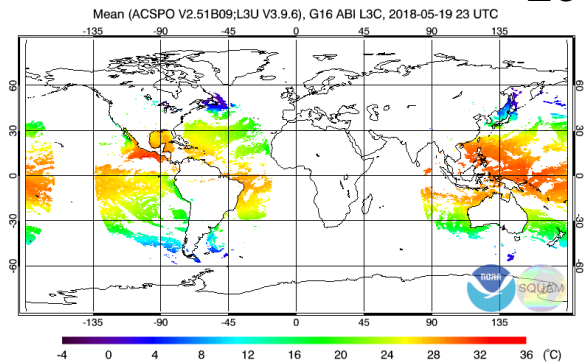 Mean (ACSPO V2.51B09;L3U V3.9.6), G16 ABI L3C, 2018-05-19 23 UTC
-135 -90 -45 0 45 90 135
60 60
30 30
0 0
-30 -30
-60 -60
NOAA SQUAM
-135 -90 -45 0 45 90 135
-4 0 4 8 12 16 20 24 28 32 36 (°C)